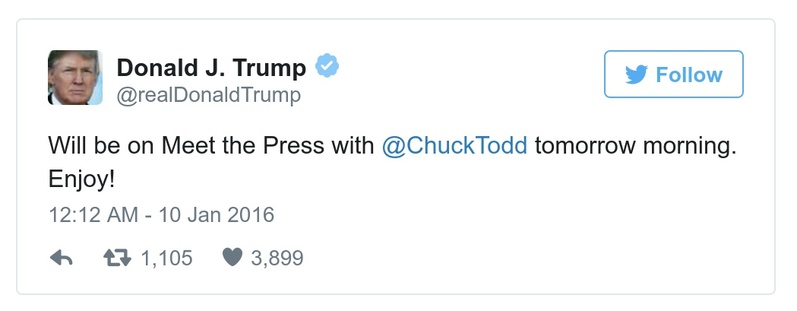 Donald J. Trump
@realDonaldTrump
Follow
Will be on Meet the Press with @ChuckTodd tomorrow morning.
Enjoy!
12:12 AM - 10 Jan 2016
1,105 3,899